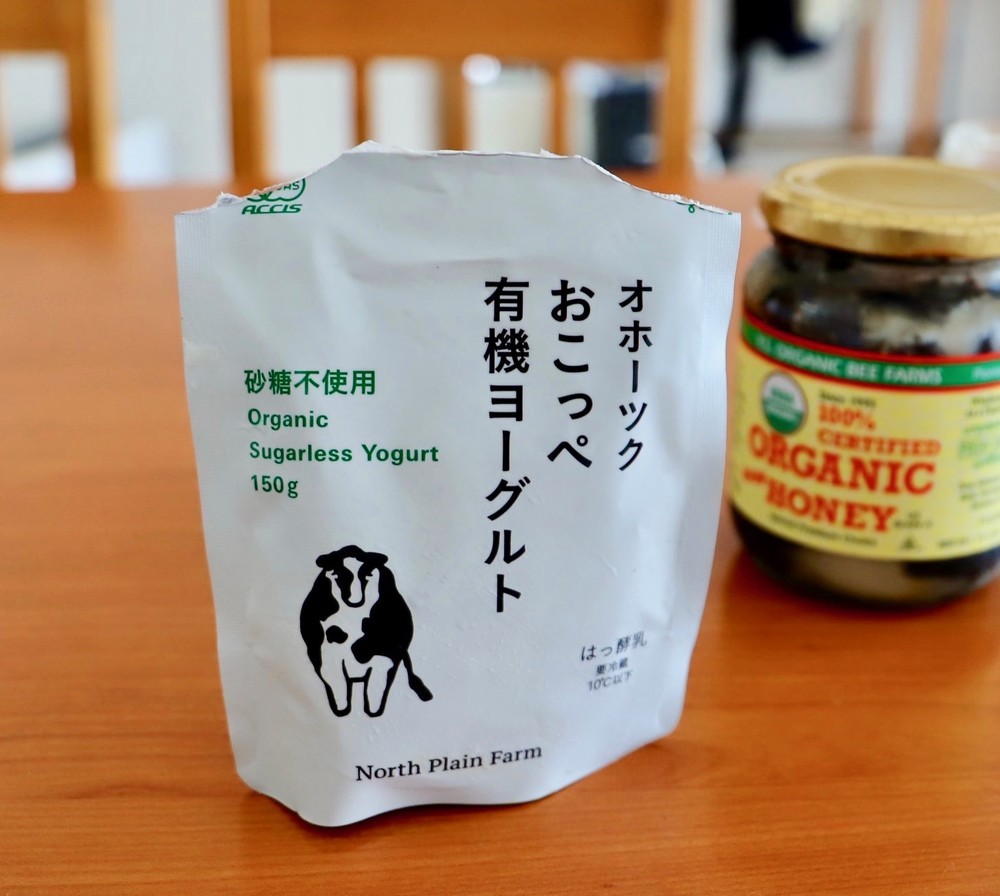 ACCIS
オホーツク
おこっぺ
有機ヨーグルト
砂糖不使用
Organic
Sugarless Yogurt
150g
はっ酵乳
要冷蔵
10℃以下
North Plain Farm
ORGANIC BEE FARMS
100%
CERTIFIED
ORGANIC
HONEY